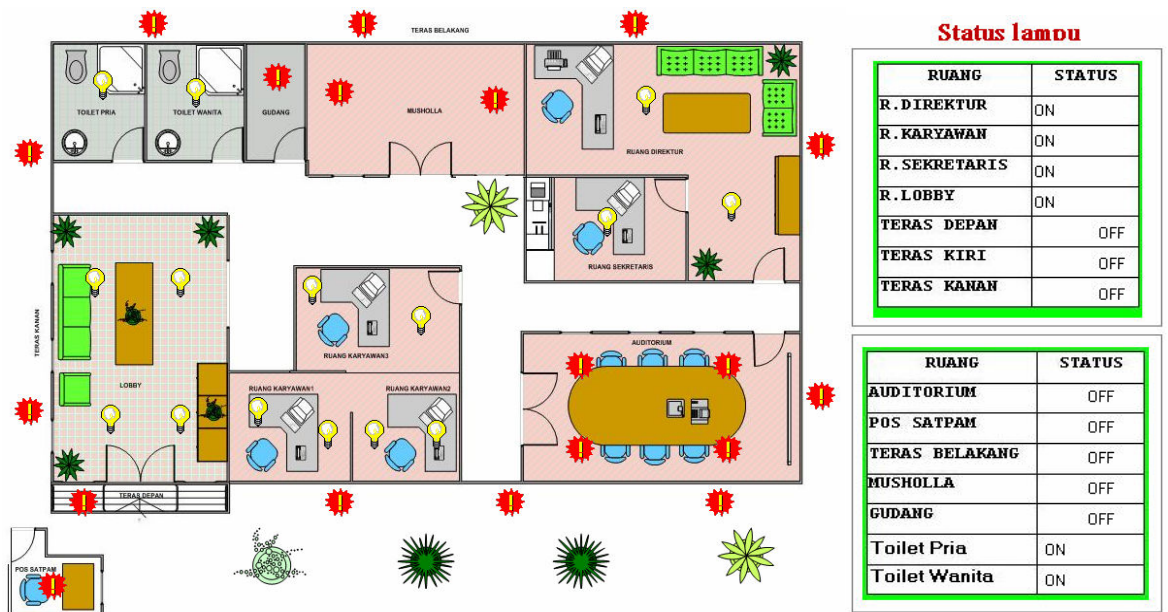 TERAS BELAKANG
TOILET PRIA
TOILET WANITA
GUDANG
MUSHOLLA
RUANG DIREKTUR
RUANG SEKRETARIS
TERAS KANAN
LOBBY
RUANG KARYAWAN3
RUANG KARYAWAN1
RUANG KARYAWAN2
AUDITORIUM
TERAS DEPAN
POS SATPAM
Status lampu
RUANG STATUS
R.DIREKTUR ON
R.KARYAWAN ON
R.SEKRETARIS ON
R.LOBBY ON
TERAS DEPAN OFF
TERAS KIRI OFF
TERAS KANAN OFF
RUANG STATUS
AUDITORIUM OFF
POS SATPAM OFF
TERAS BELAKANG OFF
MUSHOLLA OFF
GUDANG OFF
Toilet Pria ON
Toilet Wanita ON